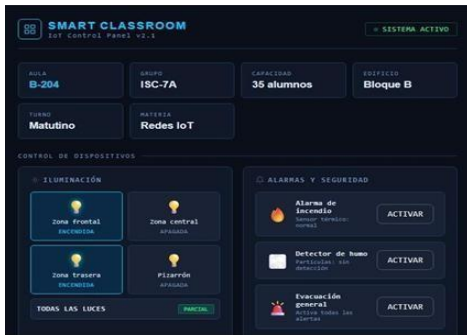 SMART CLASSROOM
IoT Control Panel v2.1
SISTEMA ACTIVO
AULA
B-204
GRUPO
ISC-7A
CAPACIDAD
35 alumnos
EDIFICIO
Bloque B
TURNO
Matutino
MATERIA
Redes IoT
CONTROL DE DISPOSITIVOS
ILUMINACIÓN
Zona frontal
ENCENDIDA
Zona central
APAGADA
Zona trasera
ENCENDIDA
Pizarrón
APAGADA
TODAS LAS LUCES
PARCIAL
ALARMAS Y SEGURIDAD
Alarma de
incendio
Sensor térmico:
normal
ACTIVAR
Detector de humo
Partículas: sin
detección
ACTIVAR
Evacuación
general
Activa todas las
alertas
ACTIVAR